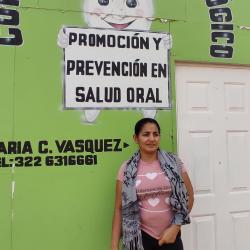 PROMOCIÓN Y
PREVENCIÓN EN
SALUD ORAL
ARIA C. VASQUEZ
EL: 322 6316661